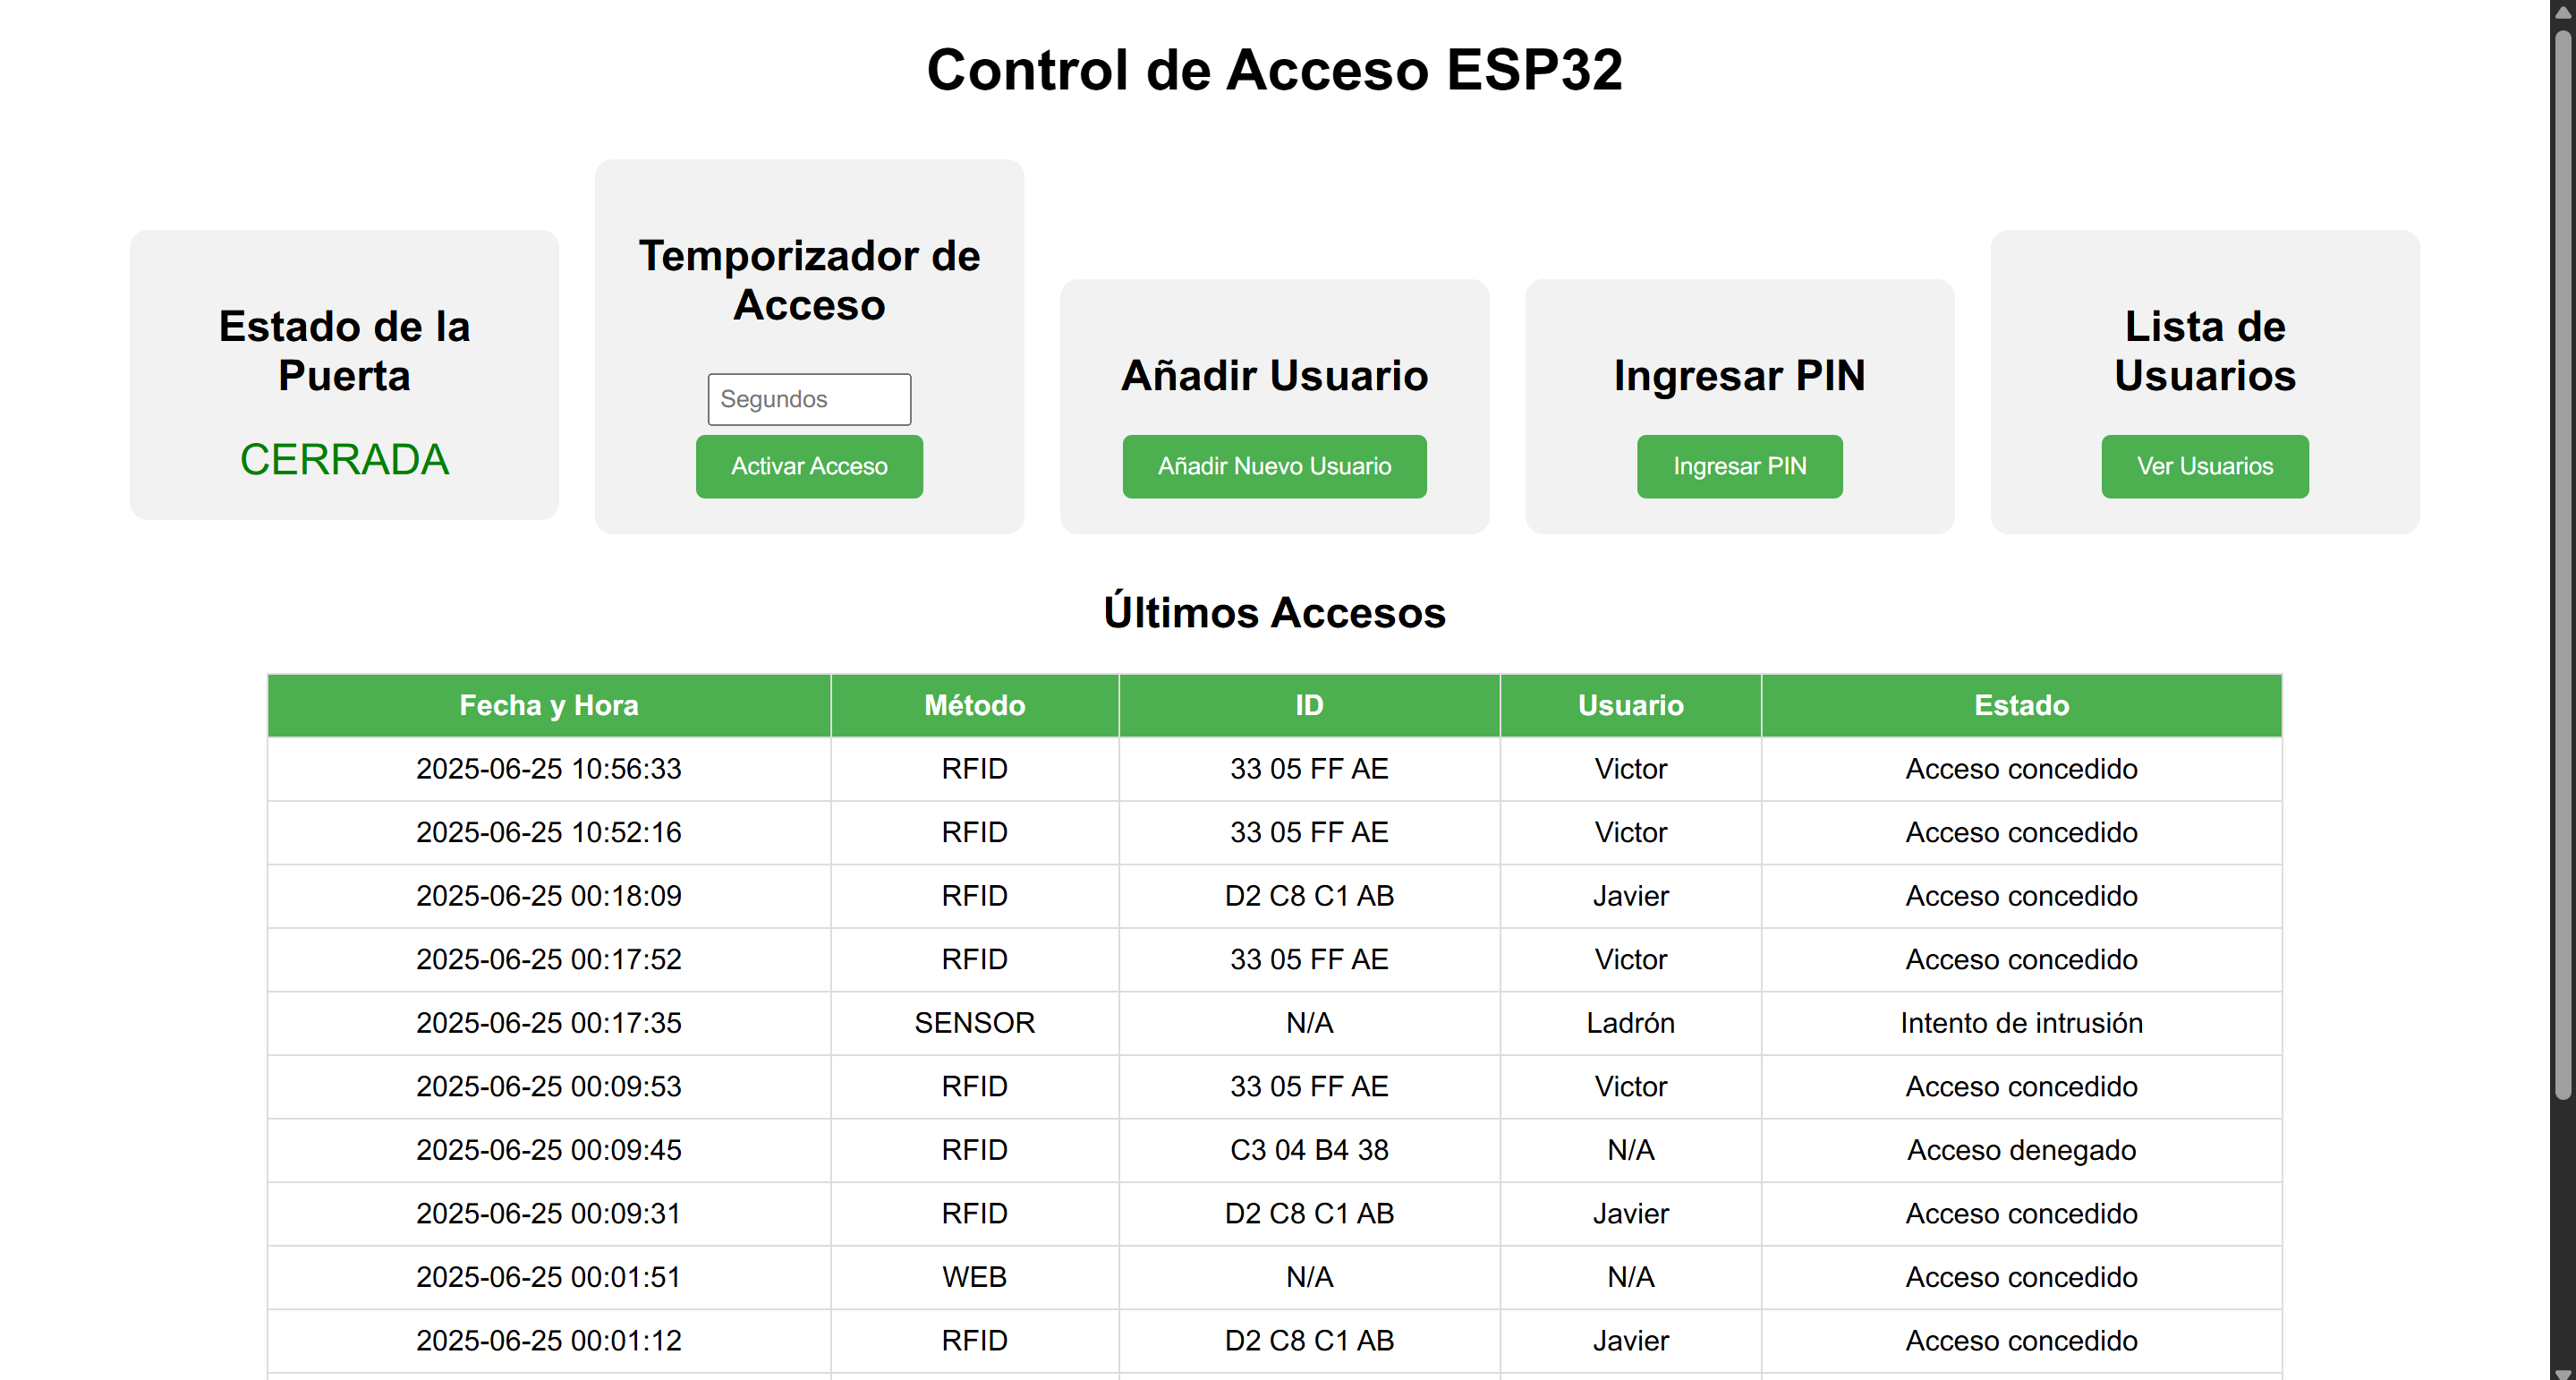 Control de Acceso ESP32
Estado de la
Puerta
CERRADA
Temporizador de
Acceso
Segundos
Activar Acceso
Añadir Usuario
Añadir Nuevo Usuario
Ingresar PIN
Ingresar PIN
Lista de
Usuarios
Ver Usuarios
Últimos Accesos
Fecha y Hora Método ID Usuario Estado
2025-06-25 10:56:33 RFID 33 05 FF AE Victor Acceso concedido
2025-06-25 10:52:16 RFID 33 05 FF AE Victor Acceso concedido
2025-06-25 00:18:09 RFID D2 C8 C1 AB Javier Acceso concedido
2025-06-25 00:17:52 RFID 33 05 FF AE Victor Acceso concedido
2025-06-25 00:17:35 SENSOR N/A Ladrón Intento de intrusión
2025-06-25 00:09:53 RFID 33 05 FF AE Victor Acceso concedido
2025-06-25 00:09:45 RFID C3 04 B4 38 N/A Acceso denegado
2025-06-25 00:09:31 RFID D2 C8 C1 AB Javier Acceso concedido
2025-06-25 00:01:51 WEB N/A N/A Acceso concedido
2025-06-25 00:01:12 RFID D2 C8 C1 AB Javier Acceso concedido